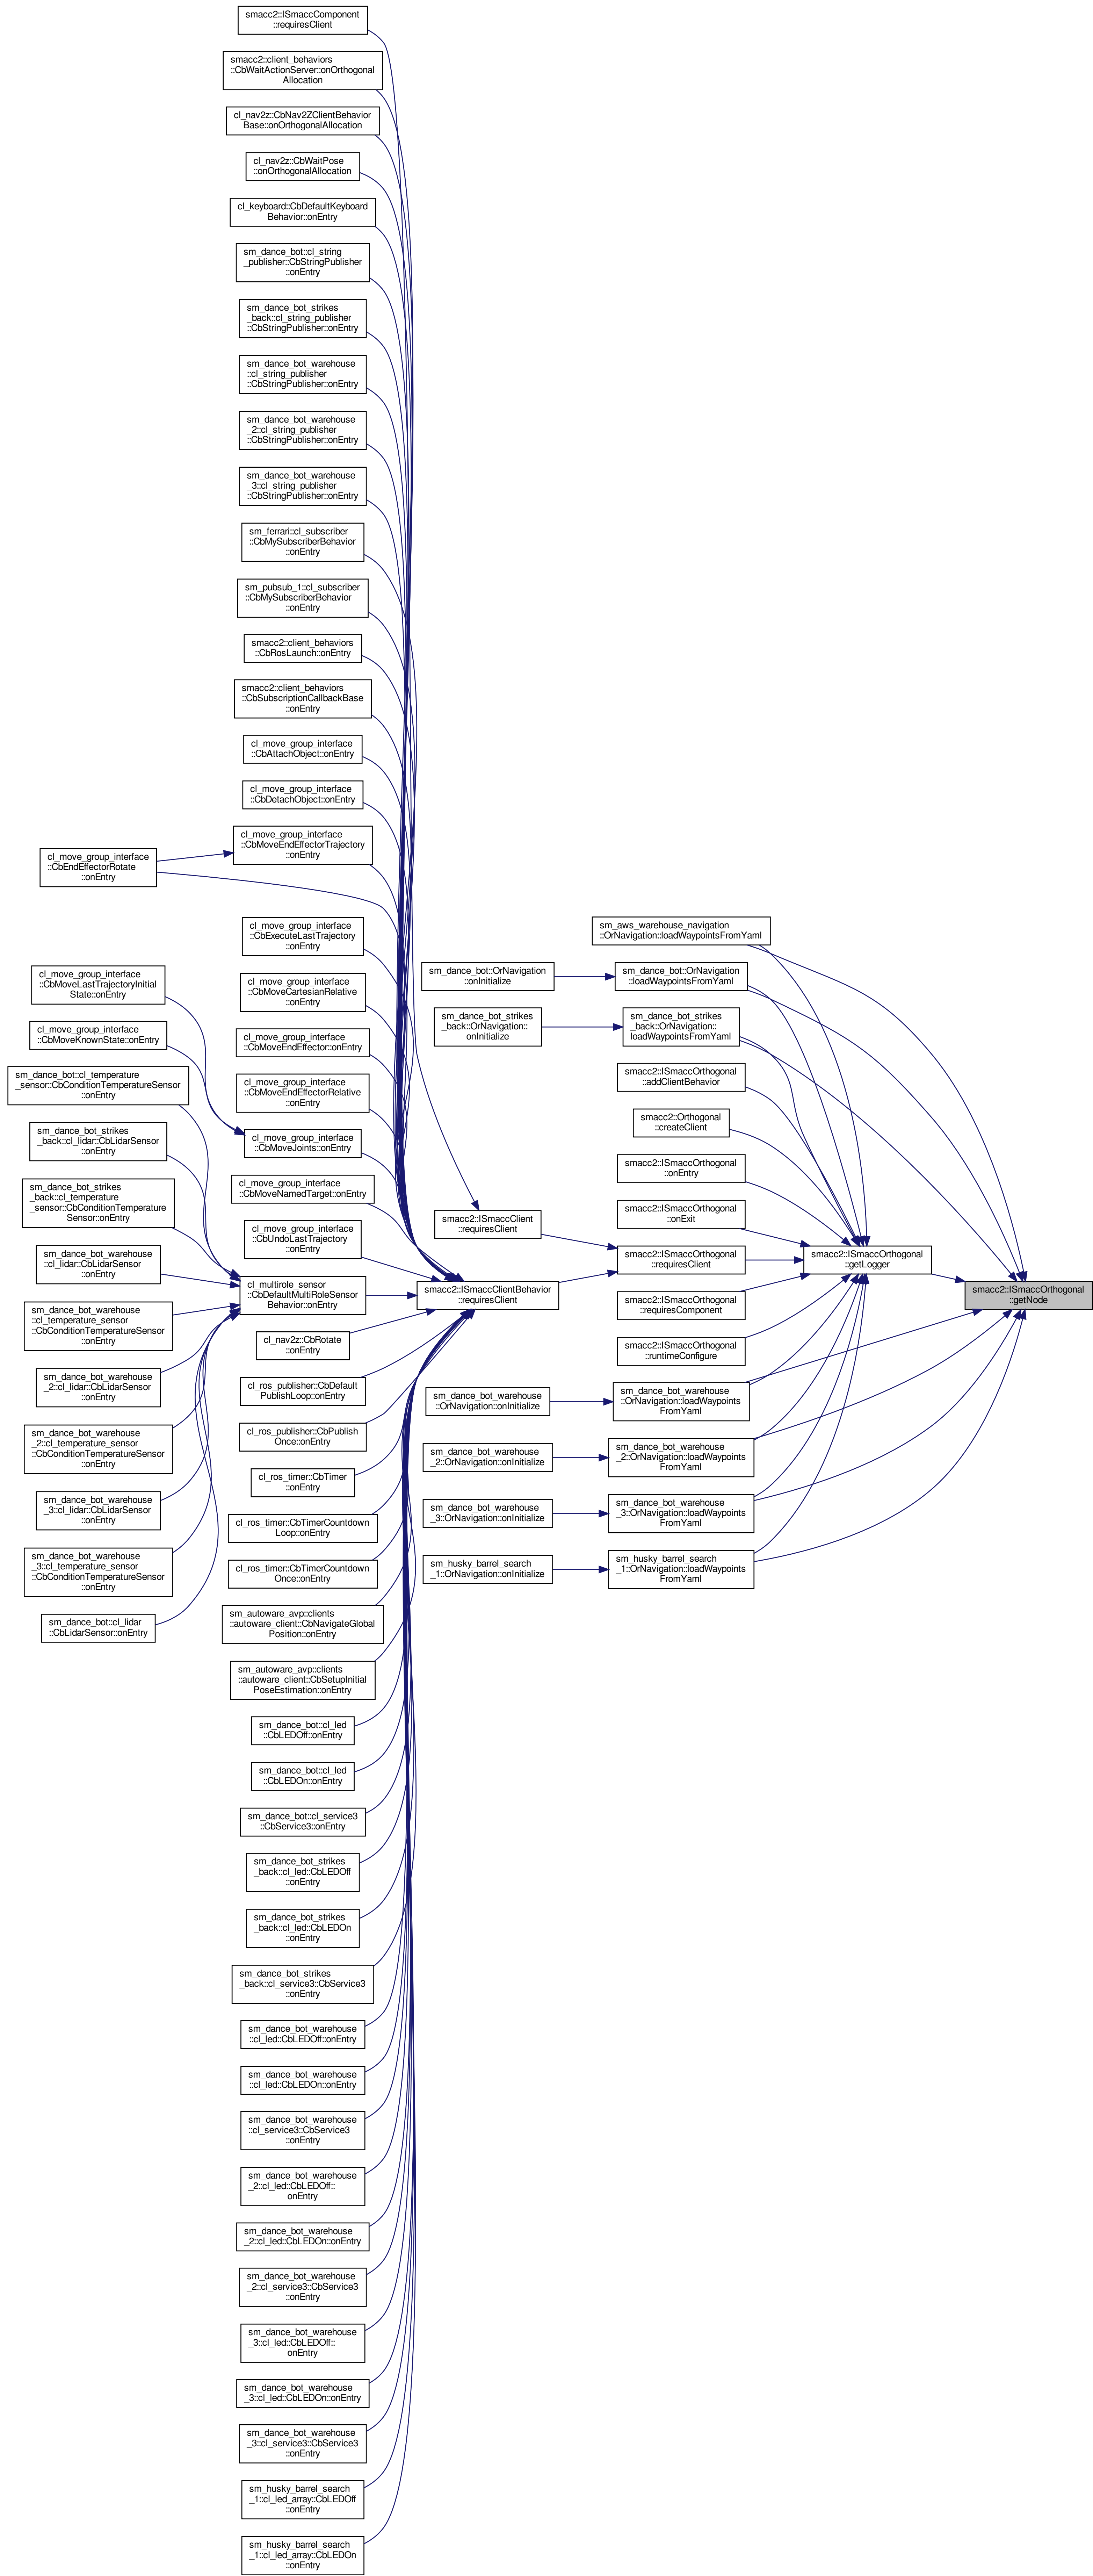 smacc2::ISmaccComponent
::requiresClient
smacc2::client_behaviors
::CbWaitActionServer::onOrthogonal
Allocation
cl_nav2z::CbNav2ZClientBehavior
Base::onOrthogonalAllocation
cl_nav2z::CbWaitPose
::onOrthogonalAllocation
cl_keyboard::CbDefaultKeyboard
Behavior::onEntry
sm_dance_bot::cl_string
_publisher::CbStringPublisher
::onEntry
sm_dance_bot_strikes
_back::cl_string_publisher
::CbStringPublisher::onEntry
sm_dance_bot_warehouse
::cl_string_publisher
::CbStringPublisher::onEntry
sm_dance_bot_warehouse
_2::cl_string_publisher
::CbStringPublisher::onEntry
sm_dance_bot_warehouse
_3::cl_string_publisher
::CbStringPublisher::onEntry
sm_ferrari::cl_subscriber
::CbMySubscriberBehavior
::onEntry
sm_pubsub_1::cl_subscriber
::CbMySubscriberBehavior
::onEntry
smacc2::client_behaviors
::CbRosLaunch::onEntry
smacc2::client_behaviors
::CbSubscriptionCallbackBase
::onEntry
cl_move_group_interface
::CbAttachObject::onEntry
cl_move_group_interface
::CbDetachObject::onEntry
cl_move_group_interface
::CbMoveEndEffectorTrajectory
::onEntry
cl_move_group_interface
::CbEndEffectorRotate
::onEntry
cl_move_group_interface
::CbExecuteLastTrajectory
::onEntry
cl_move_group_interface
::CbMoveCartesianRelative
::onEntry
cl_move_group_interface
::CbMoveEndEffector::onEntry
cl_move_group_interface
::CbMoveEndEffectorRelative
::onEntry
cl_move_group_interface
::CbMoveJoints::onEntry
cl_move_group_interface
::CbMoveNamedTarget::onEntry
cl_move_group_interface
::CbUndoLastTrajectory
::onEntry
cl_multirole_sensor
::CbDefaultMultiRoleSensor
Behavior::onEntry
cl_nav2z::CbRotate
::onEntry
cl_ros_publisher::CbDefault
PublishLoop::onEntry
cl_ros_publisher::CbPublish
Once::onEntry
cl_ros_timer::CbTimer
::onEntry
cl_ros_timer::CbTimerCountdown
Loop::onEntry
cl_ros_timer::CbTimerCountdown
Once::onEntry
sm_autoware_avp::clients
::autoware_client::CbNavigateGlobal
Position::onEntry
sm_autoware_avp::clients
::autoware_client::CbSetupInitial
PoseEstimation::onEntry
sm_dance_bot::cl_led
::CbLEDOff::onEntry
sm_dance_bot::cl_led
::CbLEDOn::onEntry
sm_dance_bot::cl_service3
::CbService3::onEntry
sm_dance_bot_strikes
_back::cl_led::CbLEDOff
::onEntry
sm_dance_bot_strikes
_back::cl_led::CbLEDOn
::onEntry
sm_dance_bot_strikes
_back::cl_service3::CbService3
::onEntry
sm_dance_bot_warehouse
::cl_led::CbLEDOff::onEntry
sm_dance_bot_warehouse
::cl_led::CbLEDOn::onEntry
sm_dance_bot_warehouse
::cl_service3::CbService3
::onEntry
sm_dance_bot_warehouse
_2::cl_led::CbLEDOff::
onEntry
sm_dance_bot_warehouse
_2::cl_led::CbLEDOn::onEntry
sm_dance_bot_warehouse
_2::cl_service3::CbService3
::onEntry
sm_dance_bot_warehouse
_3::cl_led::CbLEDOff::
onEntry
sm_dance_bot_warehouse
_3::cl_led::CbLEDOn::onEntry
sm_dance_bot_warehouse
_3::cl_service3::CbService3
::onEntry
sm_husky_barrel_search
_1::cl_led_array::CbLEDOff
::onEntry
sm_husky_barrel_search
_1::cl_led_array::CbLEDOn
::onEntry
cl_move_group_interface
::CbMoveLastTrajectoryInitial
State::onEntry
cl_move_group_interface
::CbMoveKnownState::onEntry
sm_dance_bot::cl_temperature
_sensor::CbConditionTemperatureSensor
::onEntry
sm_dance_bot_strikes
_back::cl_lidar::CbLidarSensor
::onEntry
sm_dance_bot_strikes
_back::cl_temperature
_sensor::CbConditionTemperature
Sensor::onEntry
sm_dance_bot_warehouse
::cl_lidar::CbLidarSensor
::onEntry
sm_dance_bot_warehouse
::cl_temperature_sensor
::CbConditionTemperatureSensor
::onEntry
sm_dance_bot_warehouse
_2::cl_lidar::CbLidarSensor
::onEntry
sm_dance_bot_warehouse
_2::cl_temperature_sensor
::CbConditionTemperatureSensor
::onEntry
sm_dance_bot_warehouse
_3::cl_lidar::CbLidarSensor
::onEntry
sm_dance_bot_warehouse
_3::cl_temperature_sensor
::CbConditionTemperatureSensor
::onEntry
sm_dance_bot::cl_lidar
::CbLidarSensor::onEntry
sm_dance_bot::OrNavigation
::onInitialize
sm_dance_bot_strikes
_back::OrNavigation::
onInitialize
smacc2::ISmaccClient
::requiresClient
smacc2::ISmaccClientBehavior
::requiresClient
sm_dance_bot_warehouse
::OrNavigation::onInitialize
sm_dance_bot_warehouse
_2::OrNavigation::onInitialize
sm_dance_bot_warehouse
_3::OrNavigation::onInitialize
sm_husky_barrel_search
_1::OrNavigation::onInitialize
sm_aws_warehouse_navigation
::OrNavigation::loadWaypointsFromYaml
sm_dance_bot::OrNavigation
::loadWaypointsFromYaml
sm_dance_bot_strikes
_back::OrNavigation::
loadWaypointsFromYaml
smacc2::ISmaccOrthogonal
::addClientBehavior
smacc2::Orthogonal
::createClient
smacc2::ISmaccOrthogonal
::onEntry
smacc2::ISmaccOrthogonal
::onExit
smacc2::ISmaccOrthogonal
::requiresClient
smacc2::ISmaccOrthogonal
::requiresComponent
smacc2::ISmaccOrthogonal
::runtimeConfigure
sm_dance_bot_warehouse
::OrNavigation::loadWaypoints
FromYaml
sm_dance_bot_warehouse
_2::OrNavigation::loadWaypoints
FromYaml
sm_dance_bot_warehouse
_3::OrNavigation::loadWaypoints
FromYaml
sm_husky_barrel_search
_1::OrNavigation::loadWaypoints
FromYaml
smacc2::ISmaccOrthogonal
::getLogger
smacc2::ISmaccOrthogonal
::getNode